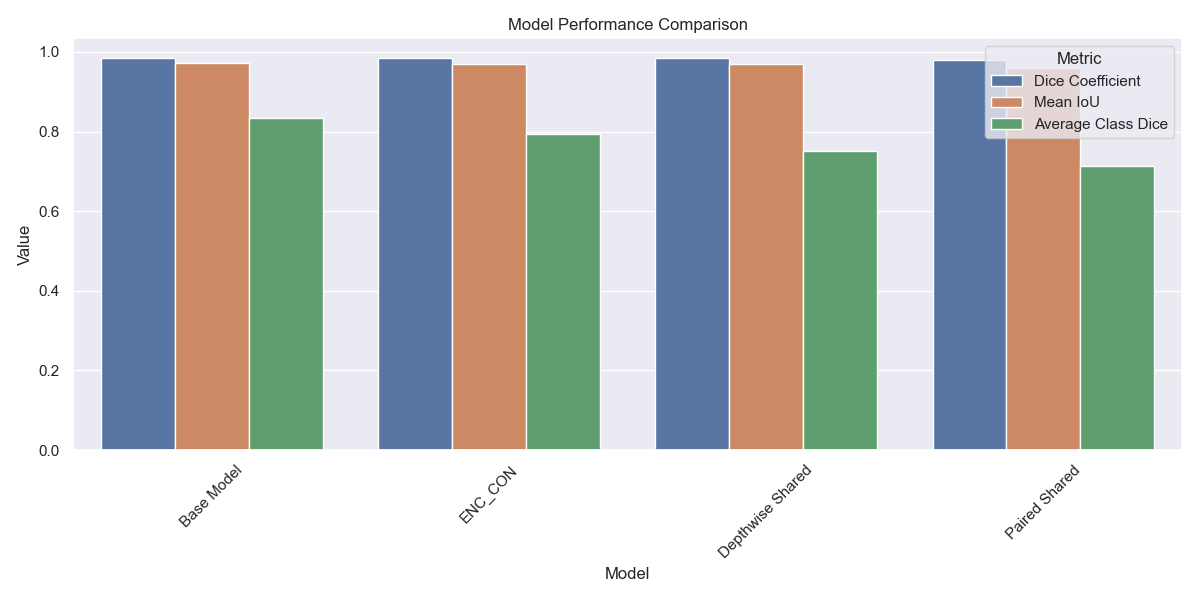 Model Performance Comparison
Metric
Dice Coefficient
Mean IoU
Average Class Dice
Value
1.0
0.8
0.6
0.4
0.2
0.0
Base Model
ENC_CON
Depthwise Shared
Paired Shared
Model